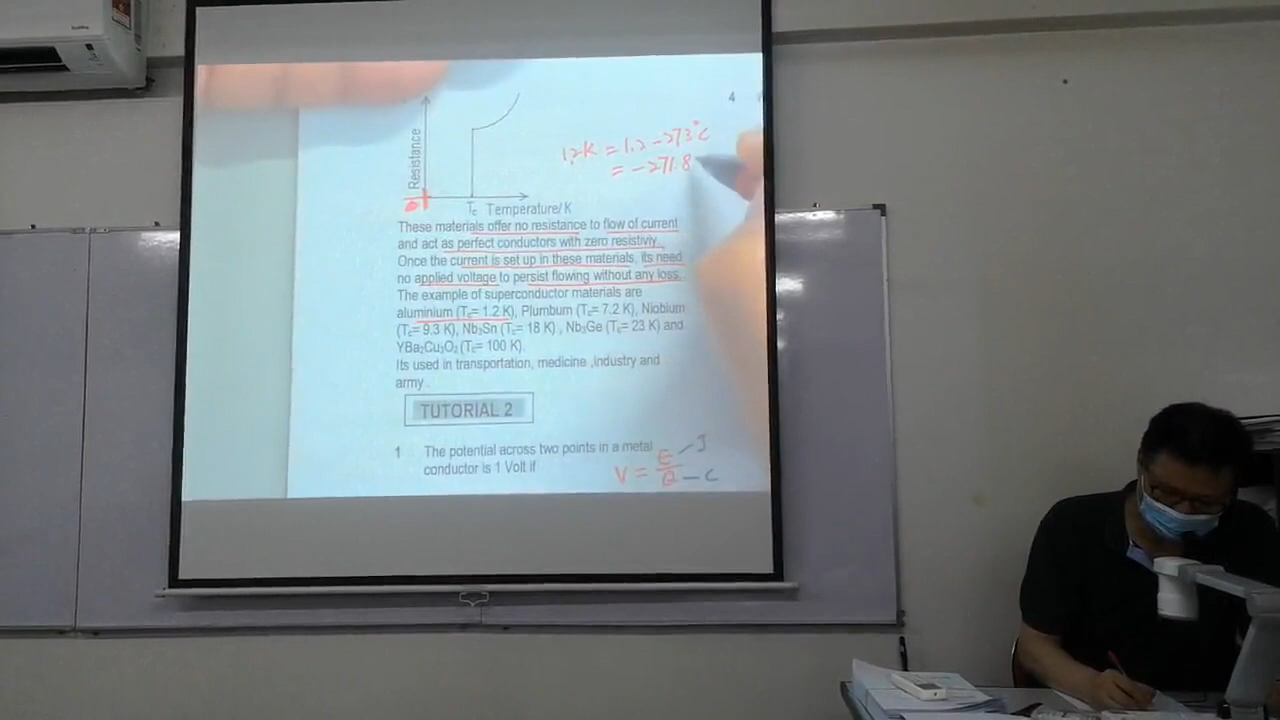 4
Resistance
1.2K = 1.2 - 273°C
= -271.8
Tc Temperature/K
These materials offer no resistance to flow of current
and act as perfect conductors with zero resistiviy.
Once the current is set up in these materials, its need
no applied voltage to persist flowing without any loss.
The example of superconductor materials are
aluminium (Tc= 1.2 K), Plumbum (Tc= 7.2 K), Niobium
(Tc= 9.3 K), Nb3Sn (Tc= 18 K) , Nb3Ge (Tc= 23 K) and
YBa2Cu3O2 (Tc= 100 K).
Its used in transportation, medicine ,industry and
army .
TUTORIAL 2
1 The potential across two points in a metal
conductor is 1 Volt if
V = E/Q - J - C